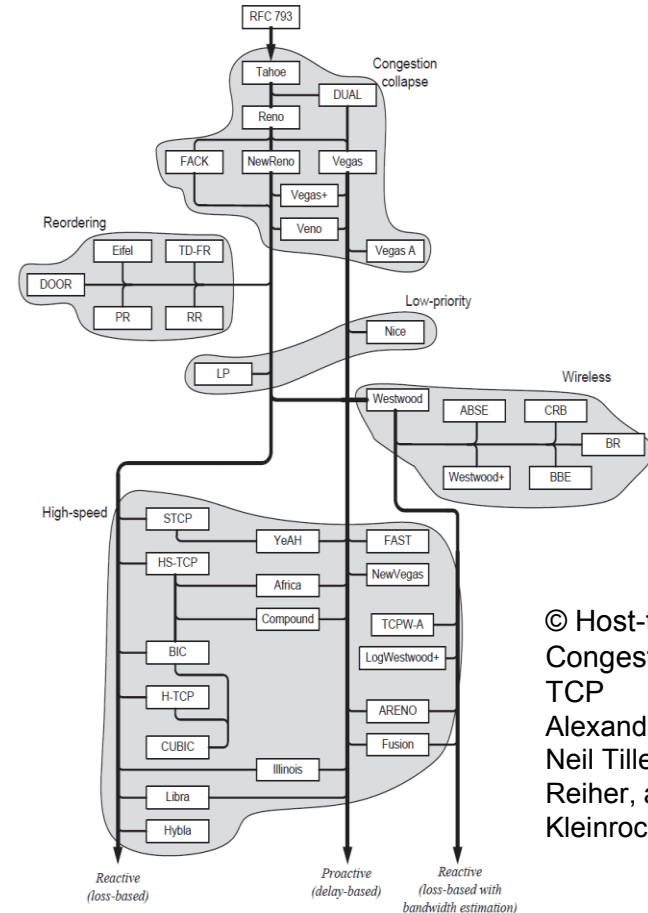 RFC 793
Tahoe
Congestion
collapse
DUAL
Reno
FACK
NewReno
Vegas
Vegas+
Veno
Vegas A
Reordering
Eifel
TD-FR
DOOR
PR
RR
Low-priority
Nice
LP
Wireless
Westwood
ABSE
CRB
BR
Westwood+
BBE
High-speed
STCP
YeAH
FAST
HS-TCP
NewVegas
Africa
Compound
TCPW-A
BIC
LogWestwood+
H-TCP
ARENO
CUBIC
Fusion
Illinois
Libra
Hybla
Reactive
(loss-based)
Proactive
(delay-based)
Reactive
(loss-based with
bandwidth estimation)
© Host-
Congest
TCP
Alexand
Neil Tille
Reiher, a
Kleinroc